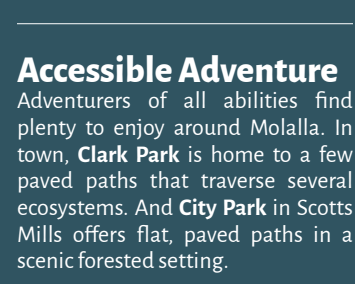 Accessible Adventure
Adventurers of all abilities find
plenty to enjoy around Molalla. In
town, Clark Park is home to a few
paved paths that traverse several
ecosystems. And City Park in Scotts
Mills offers flat, paved paths in a
scenic forested setting.